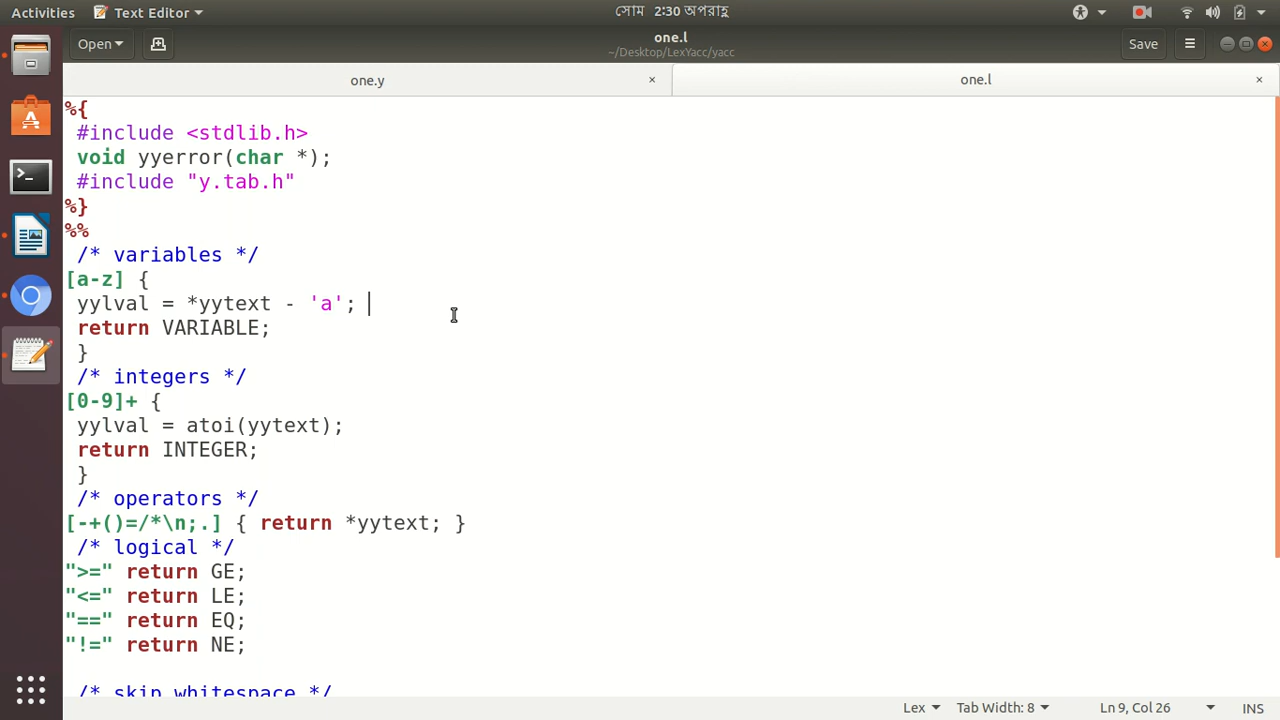 Activities
Text Editor
সোম 2:30 অপরাহ্ণ
Open
one.l
~/Desktop/LexYacc/yacc
Save
one.y ×
one.l ×
%{
#include <stdlib.h>
void yyerror(char *);
#include "y.tab.h"
%}
%%
/* variables */
[a-z] {
yylval = *yytext - 'a';
return VARIABLE;
}
/* integers */
[0-9]+ {
yylval = atoi(yytext);
return INTEGER;
}
/* operators */
[-+()=/*\n;.] { return *yytext; }
/* logical */
">=" return GE;
"<=" return LE;
"==" return EQ;
"!=" return NE;
/* skip whitespace */
Lex
Tab Width: 8
Ln 9, Col 26
INS